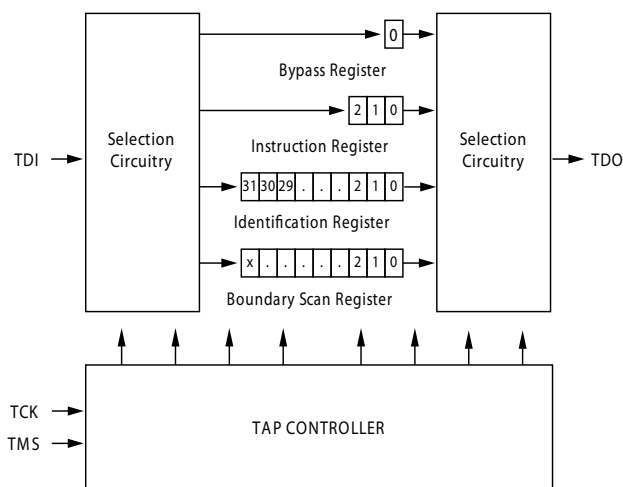 0
Bypass Register
2 1 0
Selection
Circuitry
Selection
Circuitry
TDI
TDO
Instruction Register
31 30 29 . . . 2 1 0
Identification Register
x . . . . . 2 1 0
Boundary Scan Register
TCK
TMS
TAP CONTROLLER